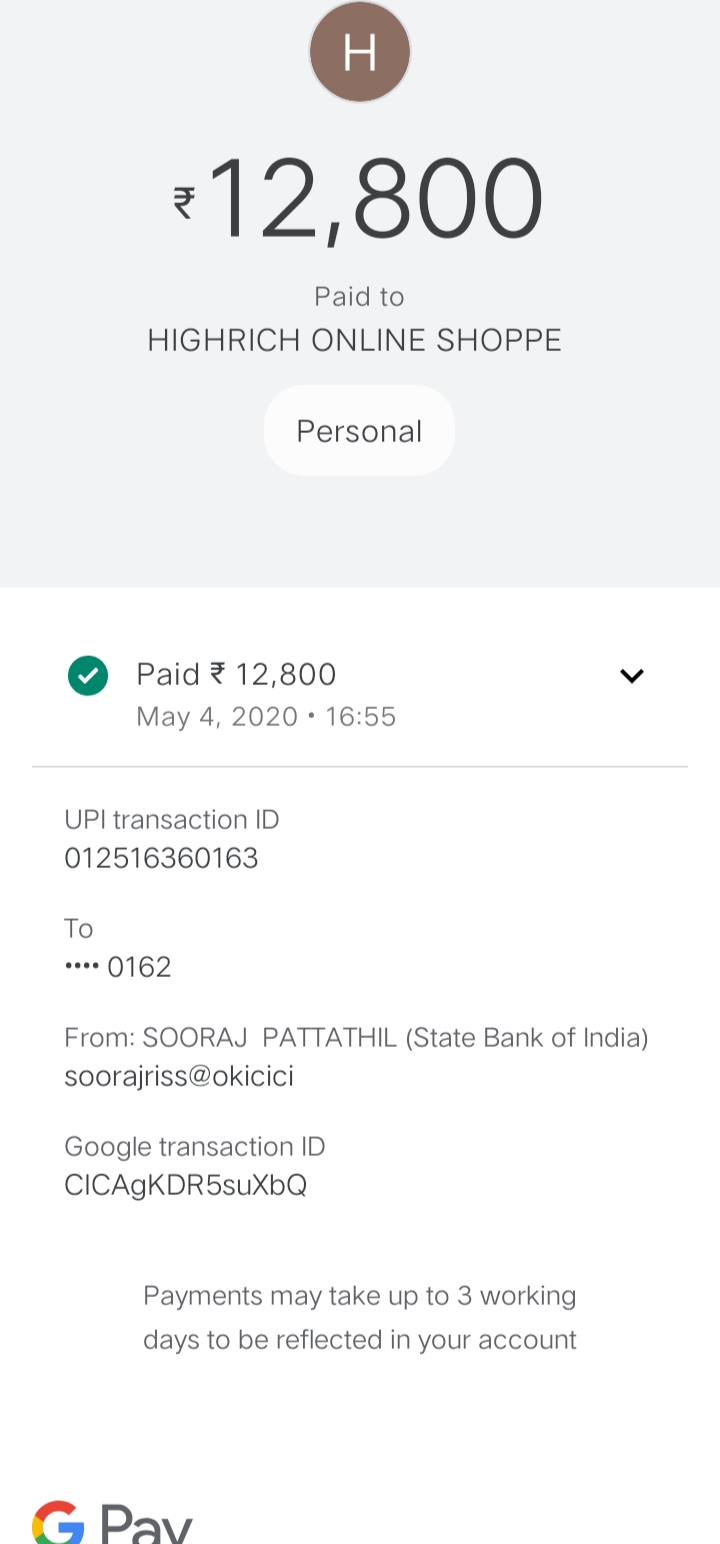 H
₹12,800
Paid to
HIGHRICH ONLINE SHOPPE
Personal
Paid ₹ 12,800
May 4, 2020 • 16:55
UPI transaction ID
012516360163
To
•••• 0162
From: SOORAJ  PATTATHIL (State Bank of India)
soorajriss@okicici
Google transaction ID
CICAgKDR5suXbQ
Payments may take up to 3 working
days to be reflected in your account
G Pay